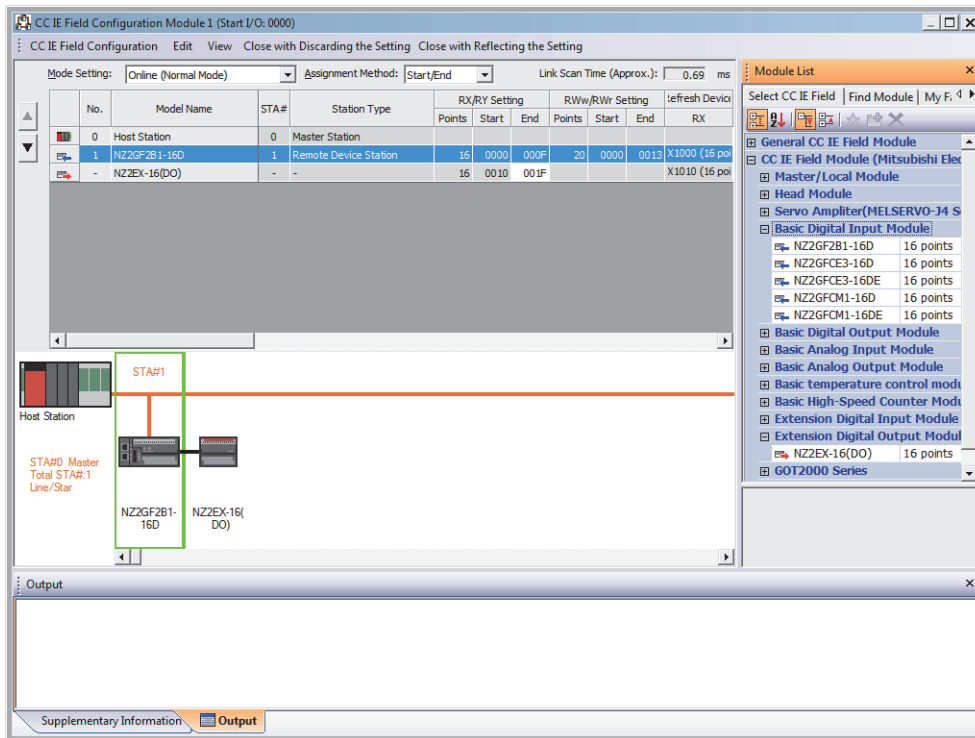 CC IE Field Configuration Module 1 (Start I/O: 0000)
CC IE Field Configuration Edit View Close with Discarding the Setting Close with Reflecting the Setting
Mode Setting: Online (Normal Mode) Assignment Method: Start/End Link Scan Time (Approx.): 0.69 ms
No. Model Name STA# Station Type RX/RY Setting RWw/RWr Setting Refresh Device
Points Start End Points Start End RX
0 Host Station 0 Master Station
1 NZ2GF2B1-16D 1 Remote Device Station 16 0000 000F 20 0000 0013 X1000 (16 poi
- NZ2EX-16(DO) - - 16 0010 001F X1010 (16 poi
STA#1
Host Station
STA#0 Master
Total STA#:1
Line/Star
NZ2GF2B1-
16D
NZ2EX-16(
DO)
Module List
Select CC IE Field Find Module My F
General CC IE Field Module
CC IE Field Module (Mitsubishi Elec
Master/Local Module
Head Module
Servo Ampliter(MELSERVO-J4 S
Basic Digital Input Module
NZ2GF2B1-16D 16 points
NZ2GFCE3-16D 16 points
NZ2GFCE3-16DE 16 points
NZ2GFCM1-16D 16 points
NZ2GFCM1-16DE 16 points
Basic Digital Output Module
Basic Analog Input Module
Basic Analog Output Module
Basic temperature control modu
Basic High-Speed Counter Modu
Extension Digital Input Module
Extension Digital Output Modul
NZ2EX-16(DO) 16 points
GOT2000 Series
Output
Supplementary Information Output